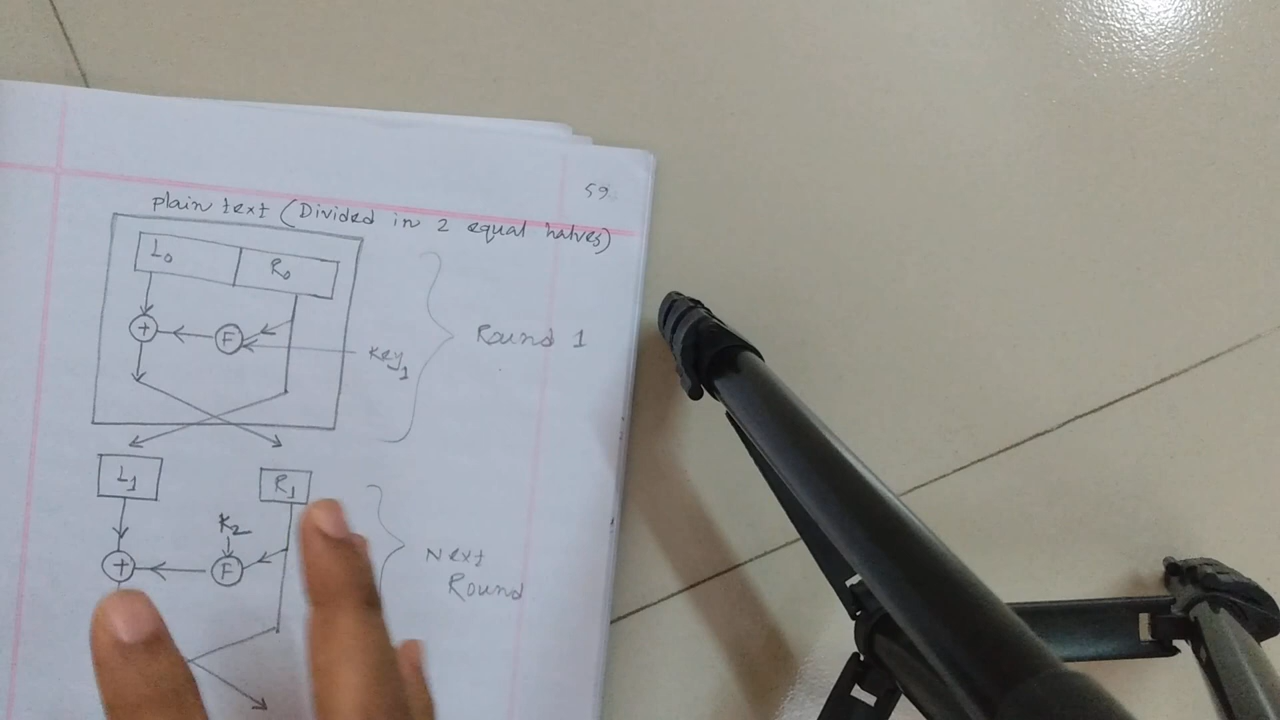 59
plain text (Divided in 2 equal halves)
L0 R0
+ F
Key1
Round 1
L1 R1
K2
+ F
Next
Round